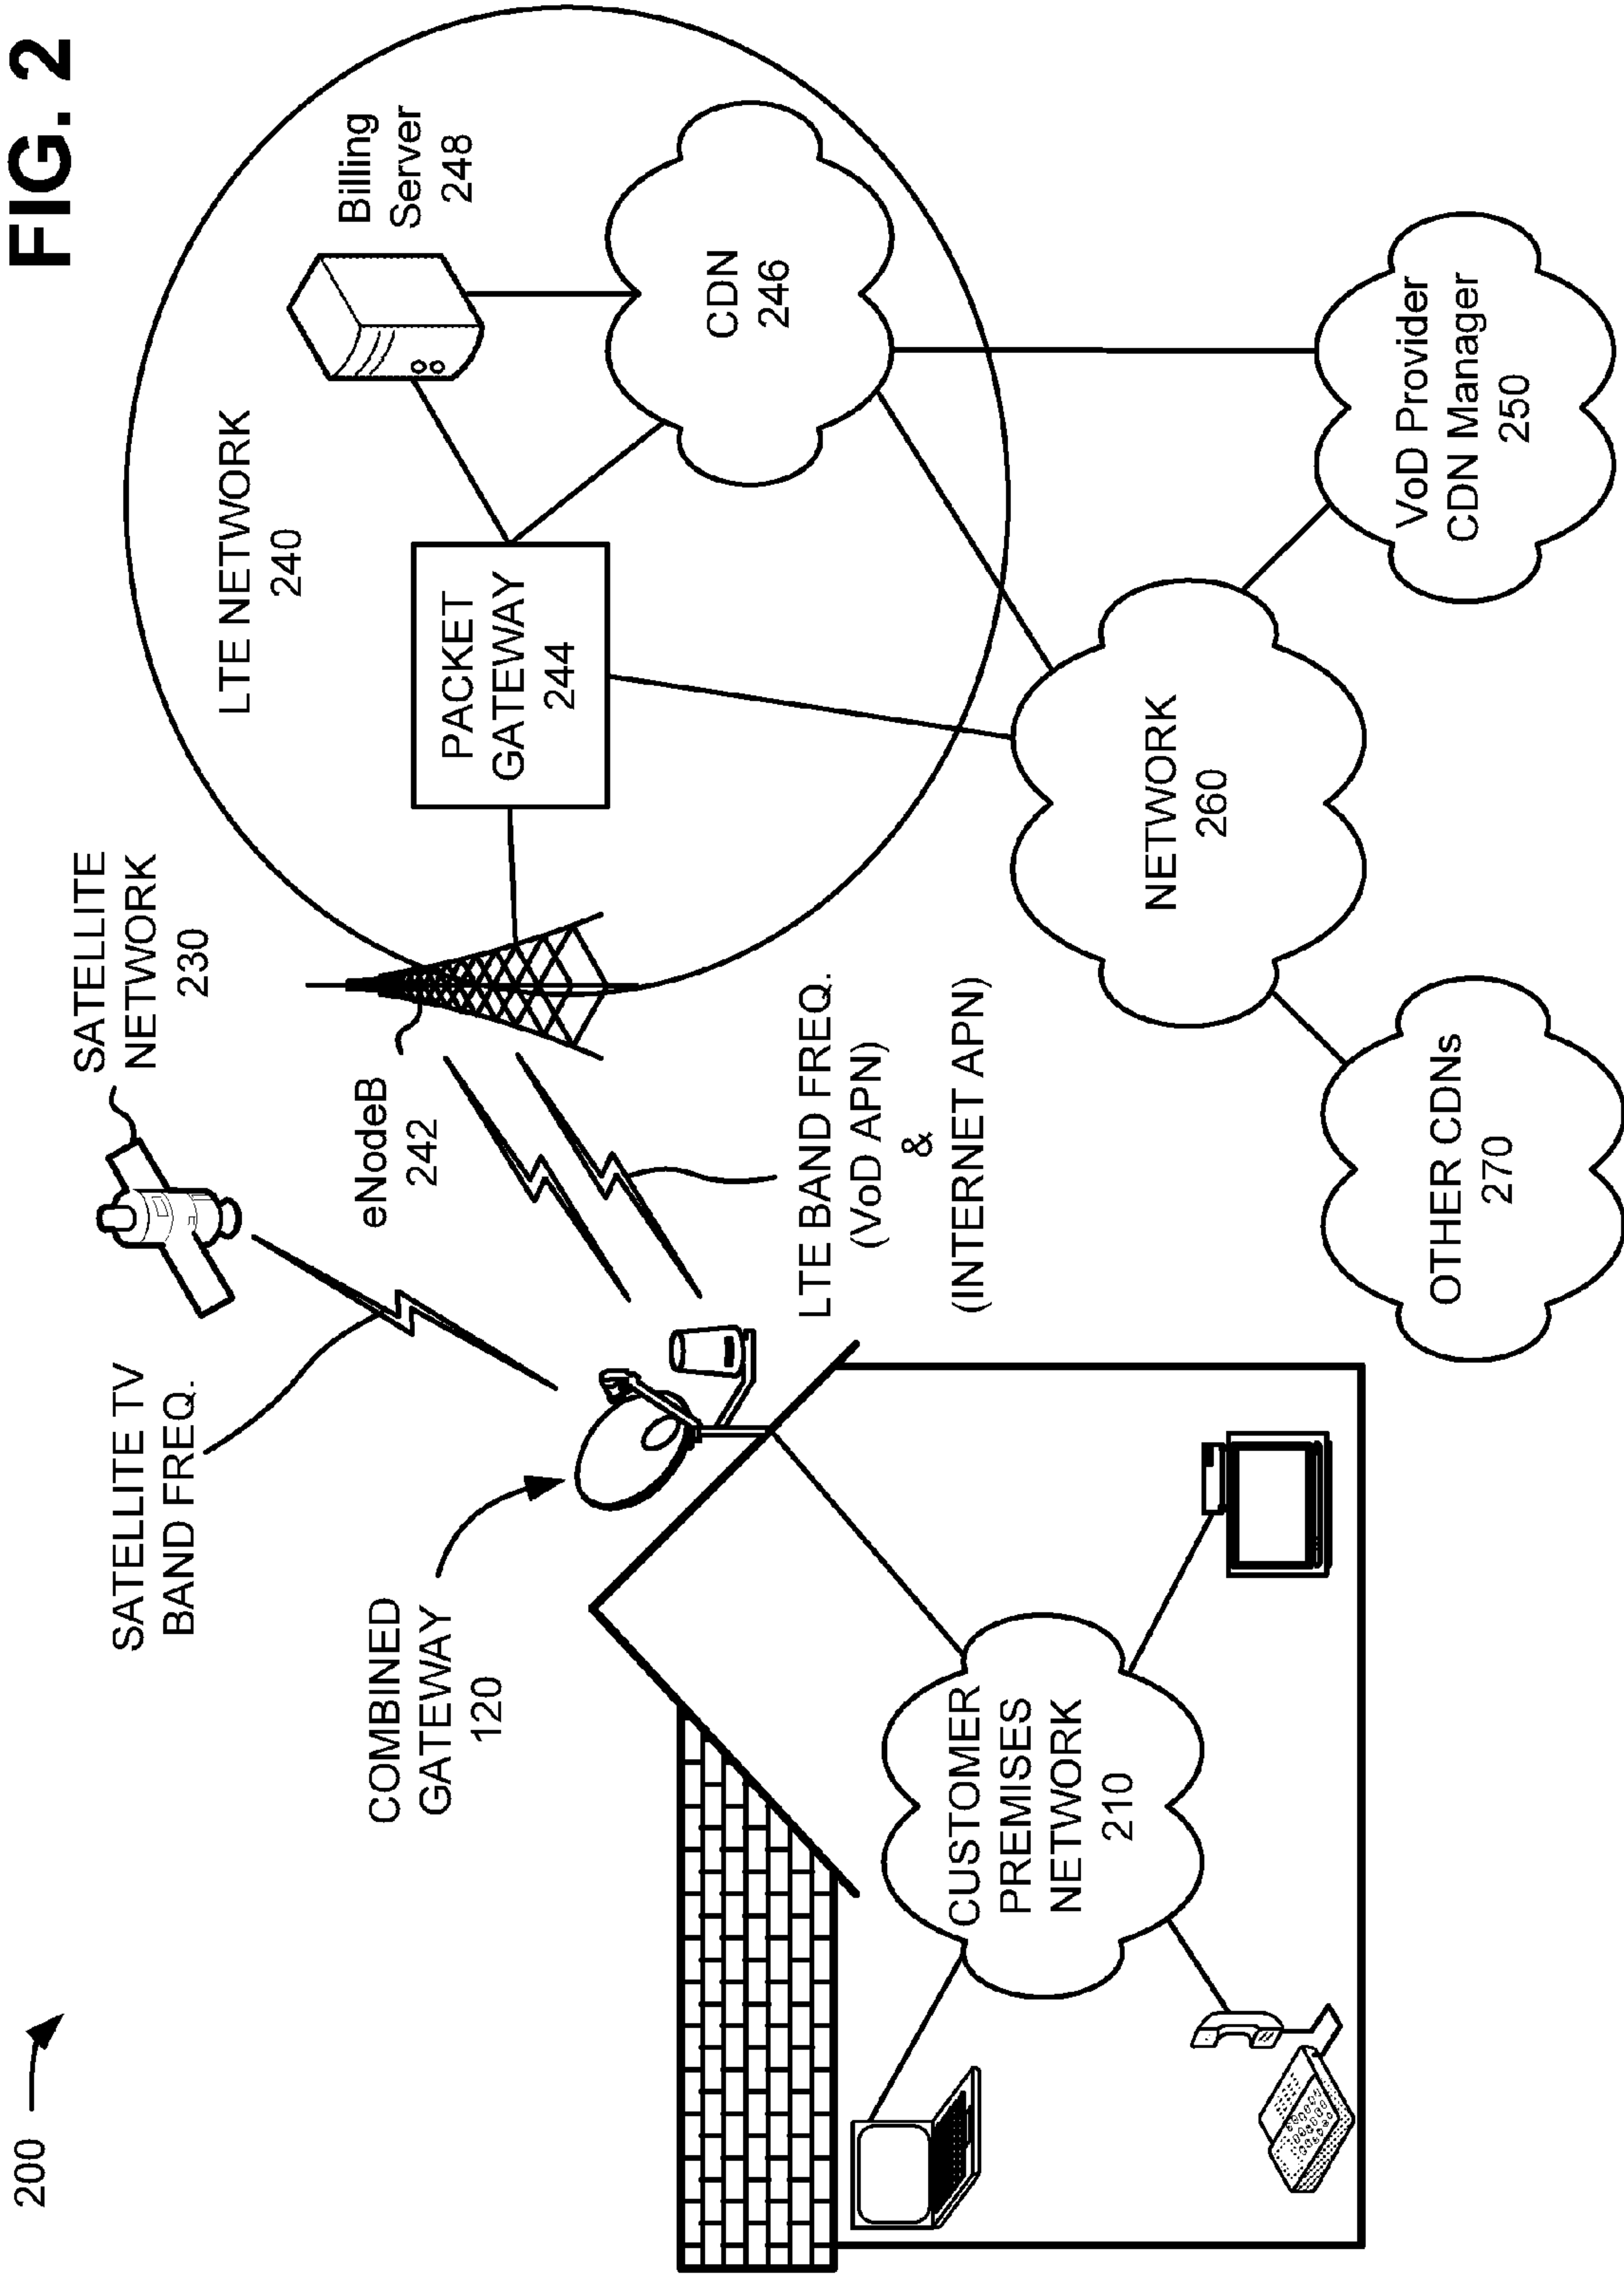 FIG. 2
200
SATELLITE
NETWORK
230
SATELLITE TV
BAND FREQ.
LTE NETWORK
240
Billing
Server
248
COMBINED
GATEWAY
120
eNodeB
242
PACKET
GATEWAY
244
CDN
246
LTE BAND FREQ.
(VoD APN)
&
(INTERNET APN)
CUSTOMER
PREMISES
NETWORK
210
NETWORK
260
VoD Provider
CDN Manager
250
OTHER CDNs
270